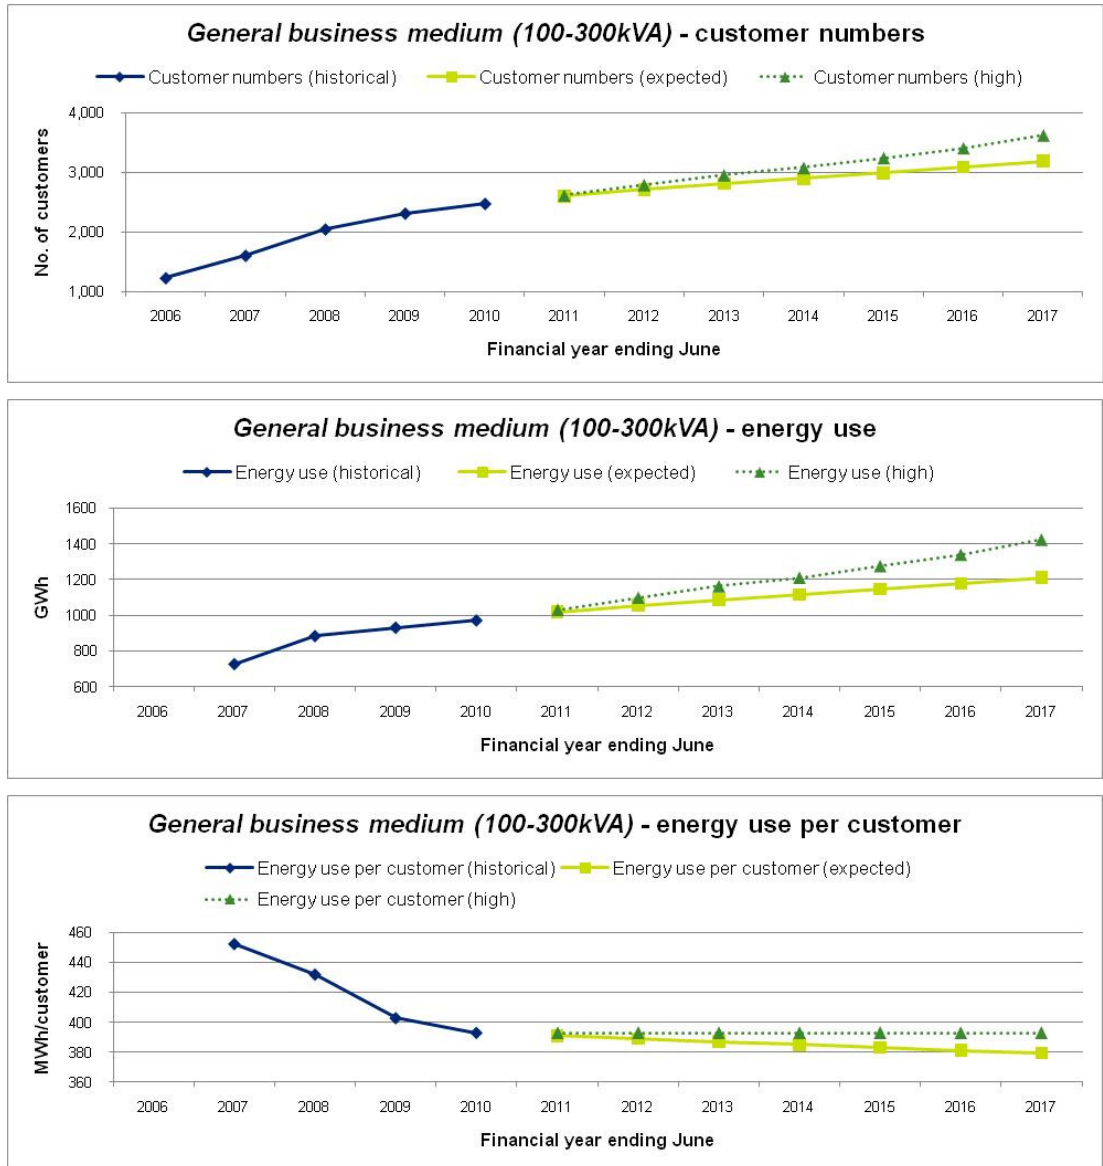 General business medium (100-300kVA) - customer numbers
Customer numbers (historical) Customer numbers (expected) Customer numbers (high)
4,000
3,000
2,000
1,000
No. of customers
2006 2007 2008 2009 2010 2011 2012 2013 2014 2015 2016 2017
Financial year ending June
General business medium (100-300kVA) - energy use
Energy use (historical) Energy use (expected) Energy use (high)
1600
1400
1200
1000
800
600
GWh
2006 2007 2008 2009 2010 2011 2012 2013 2014 2015 2016 2017
Financial year ending June
General business medium (100-300kVA) - energy use per customer
Energy use per customer (historical) Energy use per customer (expected)
Energy use per customer (high)
460
440
420
400
380
360
MWh/customer
2006 2007 2008 2009 2010 2011 2012 2013 2014 2015 2016 2017
Financial year ending June